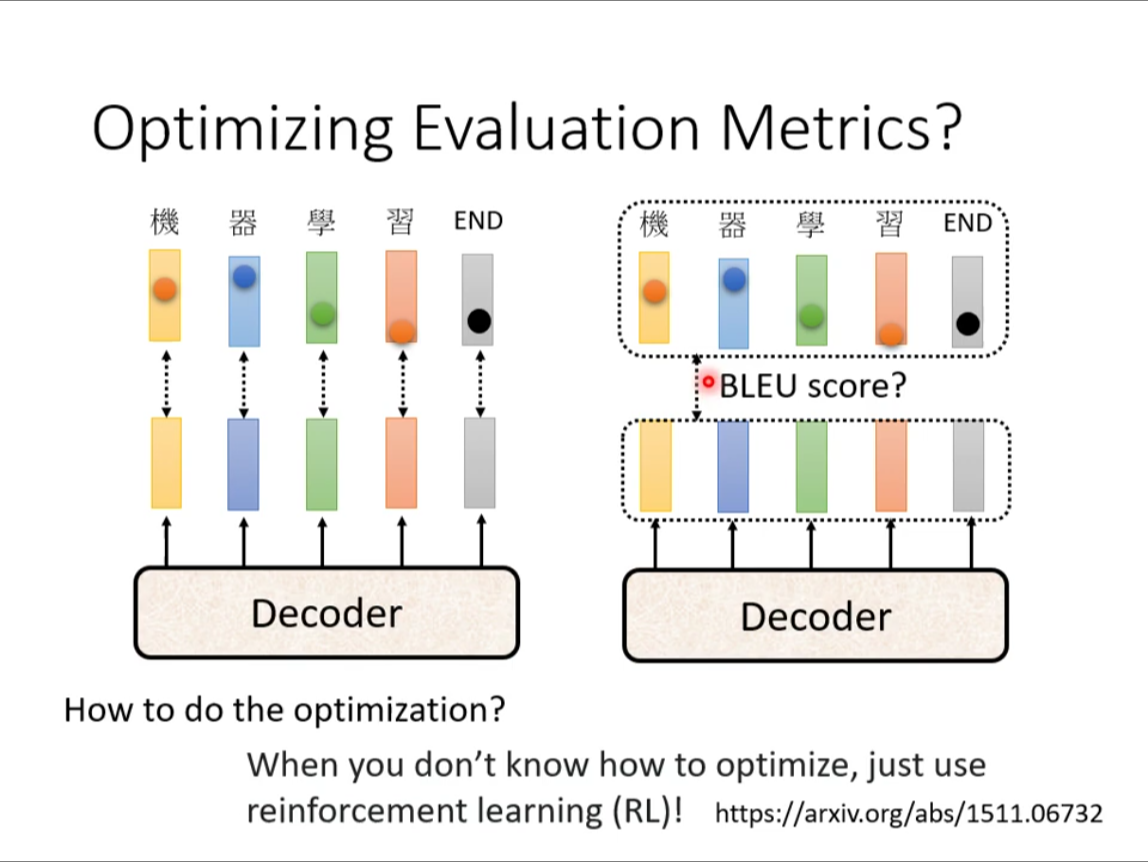 Optimizing Evaluation Metrics?
機 器 學 習 END
機 器 學 習 END
BLEU score?
Decoder
Decoder
How to do the optimization?
When you don't know how to optimize, just use
reinforcement learning (RL)! https://arxiv.org/abs/1511.06732